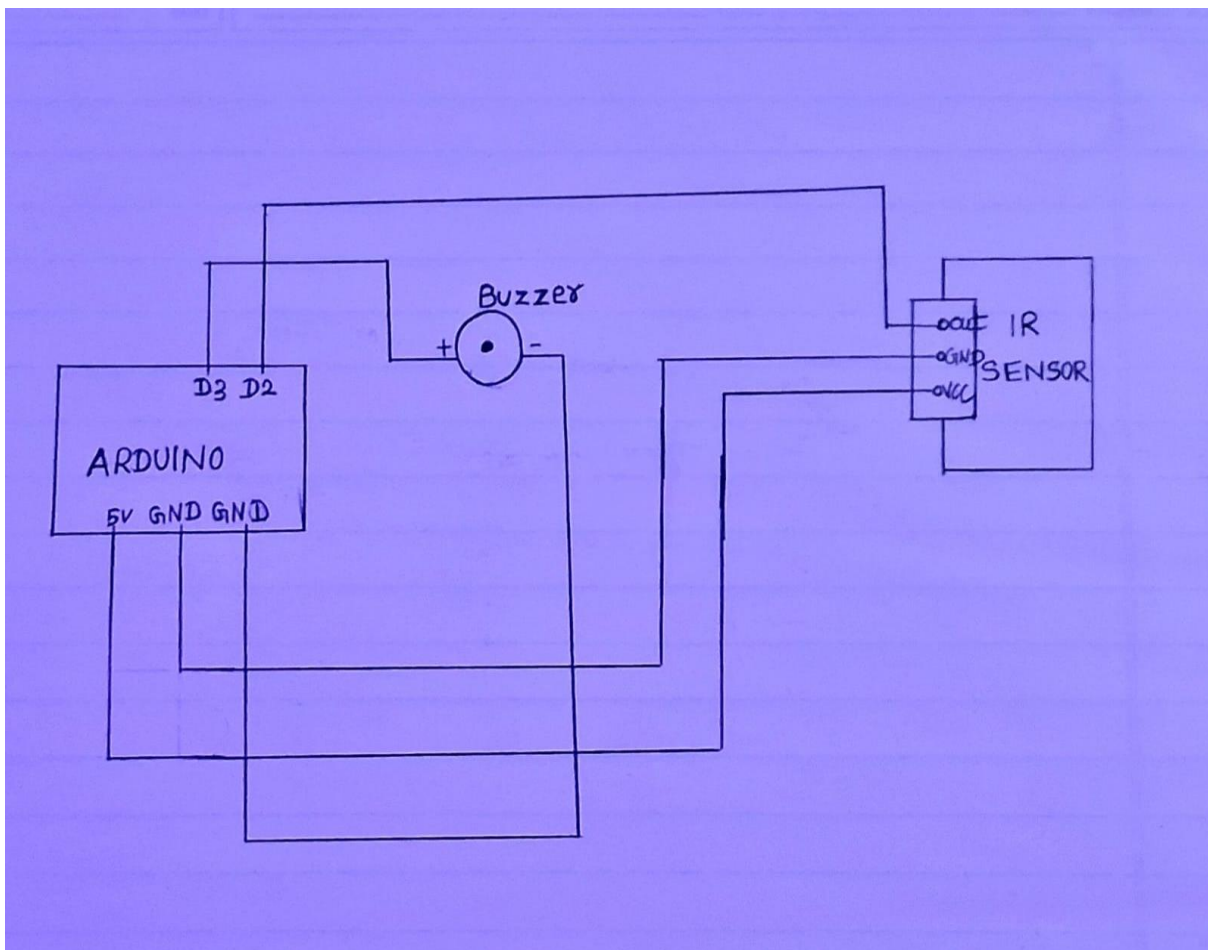 Buzzer
+ -
OUT IR
GND
SENSOR
VCC
D3 D2
ARDUINO
5V GND GND